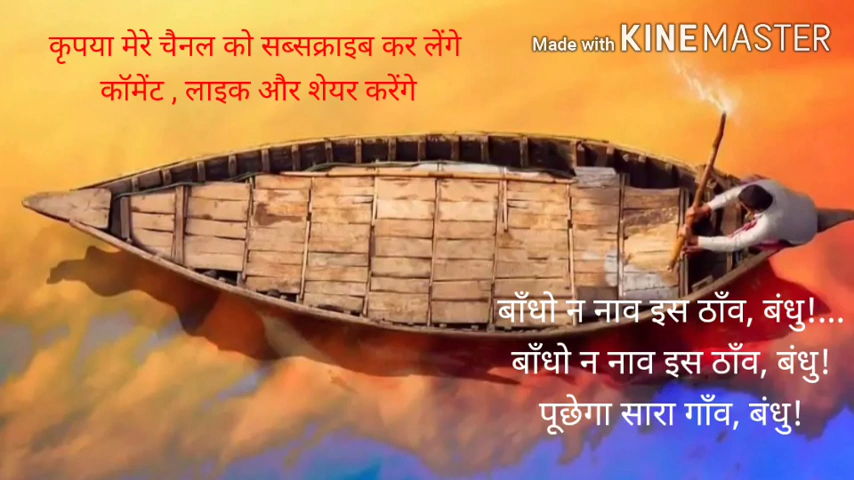 कृपया मेरे चैनल को सब्सक्राइब कर लेंगे
कॉमेंट , लाइक और शेयर करेंगे
Made with KINEMASTER
बाँधो न नाव इस ठाँव, बंधु!...
बाँधो न नाव इस ठाँव, बंधु!
पूछेगा सारा गाँव, बंधु!